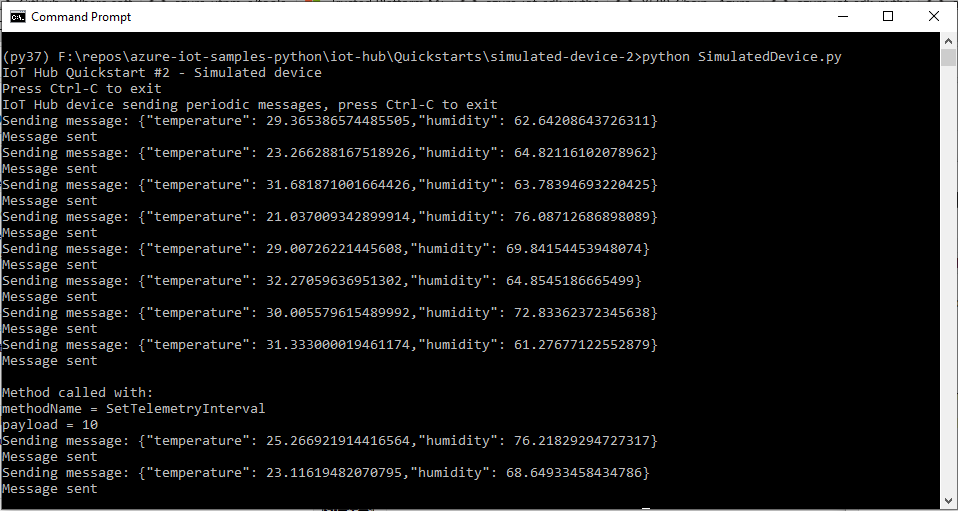 Command Prompt
(py37) F:\repos\azure-iot-samples-python\iot-hub\Quickstarts\simulated-device-2>python SimulatedDevice.py
IoT Hub Quickstart #2 - Simulated device
Press Ctrl-C to exit
IoT Hub device sending periodic messages, press Ctrl-C to exit
Sending message: {"temperature": 29.365386574485505,"humidity": 62.64208643726311}
Message sent
Sending message: {"temperature": 23.266288167518926,"humidity": 64.82116102078962}
Message sent
Sending message: {"temperature": 31.681871001664426,"humidity": 63.78394693220425}
Message sent
Sending message: {"temperature": 21.037009342899914,"humidity": 76.08712686898089}
Message sent
Sending message: {"temperature": 29.00726221445608,"humidity": 69.84154453948074}
Message sent
Sending message: {"temperature": 32.27059636951302,"humidity": 64.8545186665499}
Message sent
Sending message: {"temperature": 30.005579615489992,"humidity": 72.83362372345638}
Message sent
Sending message: {"temperature": 31.333000019461174,"humidity": 61.27677122552879}
Message sent
Method called with:
methodName = SetTelemetryInterval
payload = 10
Sending message: {"temperature": 25.266921914416564,"humidity": 76.21829294727317}
Message sent
Sending message: {"temperature": 23.11619482070795,"humidity": 68.64933458434786}
Message sent